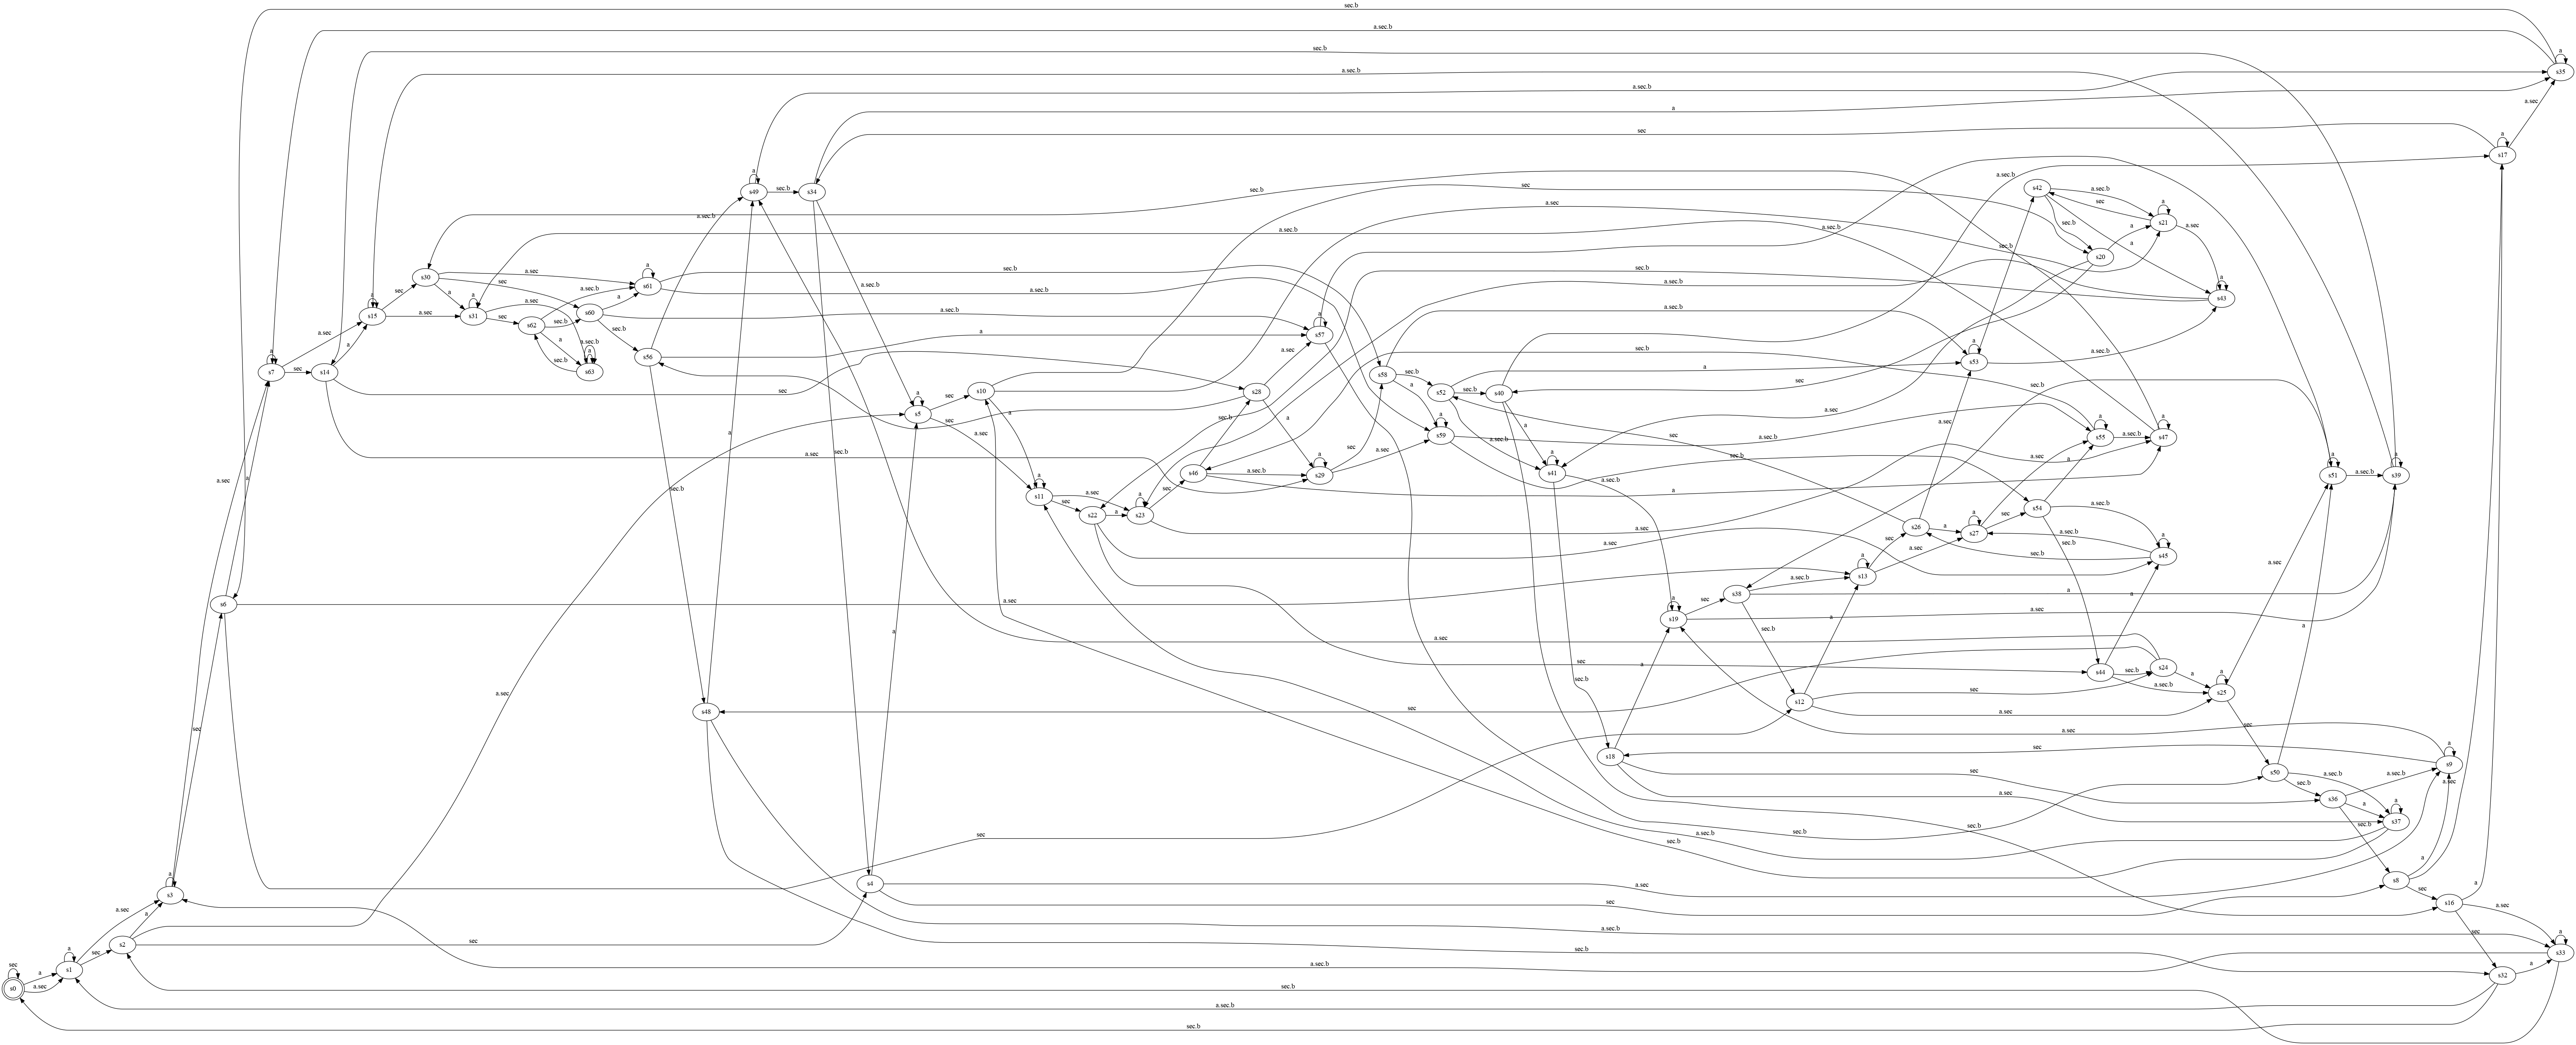 sec.b
a.sec.b
sec.b
a.sec.b
a.sec.b
a
sec
a
s35
a
s17
a.sec
a
s49
sec.b
s34
a.sec.b
sec.b
sec
a.sec
a.sec.b
a.sec.b
s42
a.sec.b
sec.b
a
a
s21
sec
a.sec
a
s20
sec.b
sec.b
a.sec.b
a
s43
s30
a.sec
sec
a
a
s61
sec.b
a.sec.b
a
s15
sec
a.sec
a
s31
a.sec
sec
s62
a.sec.b
sec.b
a
s60
a
a.sec.b
sec.b
a.sec.b
a
s63
sec.b
s56
a.sec.b
a
sec.b
a
s57
a
s7
a.sec
sec
s14
a
sec
a.sec
a.sec.b
s58
a.sec.b
sec.b
a
s52
a
sec.b
a.sec.b
s40
a
sec.b
a
s53
a.sec.b
sec
a.sec
s28
a.sec
a
sec
s10
a
a
s5
sec
a.sec
a
s59
a.sec.b
sec.b
a
s55
a.sec.b
sec.b
a
s47
a
s41
sec.b
a.sec.b
a
s51
a.sec.b
a
s39
s46
sec.b
a.sec.b
a
a
s29
sec
a.sec
a
s11
a.sec
sec
s22
a
a.sec
sec
a
s23
sec
a.sec
s26
a.sec
a
sec
a
s27
sec
a.sec
s54
a
a.sec.b
sec.b
a
s45
a.sec.b
sec.b
a
s13
sec
a.sec
s6
a
a.sec
sec
s38
a.sec.b
a
sec.b
a
s19
sec
a.sec
s44
a
sec.b
a.sec.b
s24
a
a.sec
sec
a
s25
a.sec
sec
s12
a
sec
a.sec
s48
a
a.sec.b
sec.b
s18
a
sec
a.sec
s50
a
a.sec.b
sec.b
a
s9
sec
a.sec
s36
a.sec.b
a
sec.b
a
s37
a.sec.b
sec.b
s8
a
a.sec
sec
s4
a
a.sec
sec
a
s3
a.sec
sec
s16
a
a.sec
sec
s2
a
a.sec
sec
a
s33
a.sec.b
sec.b
a
s1
a.sec
sec
s32
a
a.sec.b
sec.b
sec
s0
a
a.sec